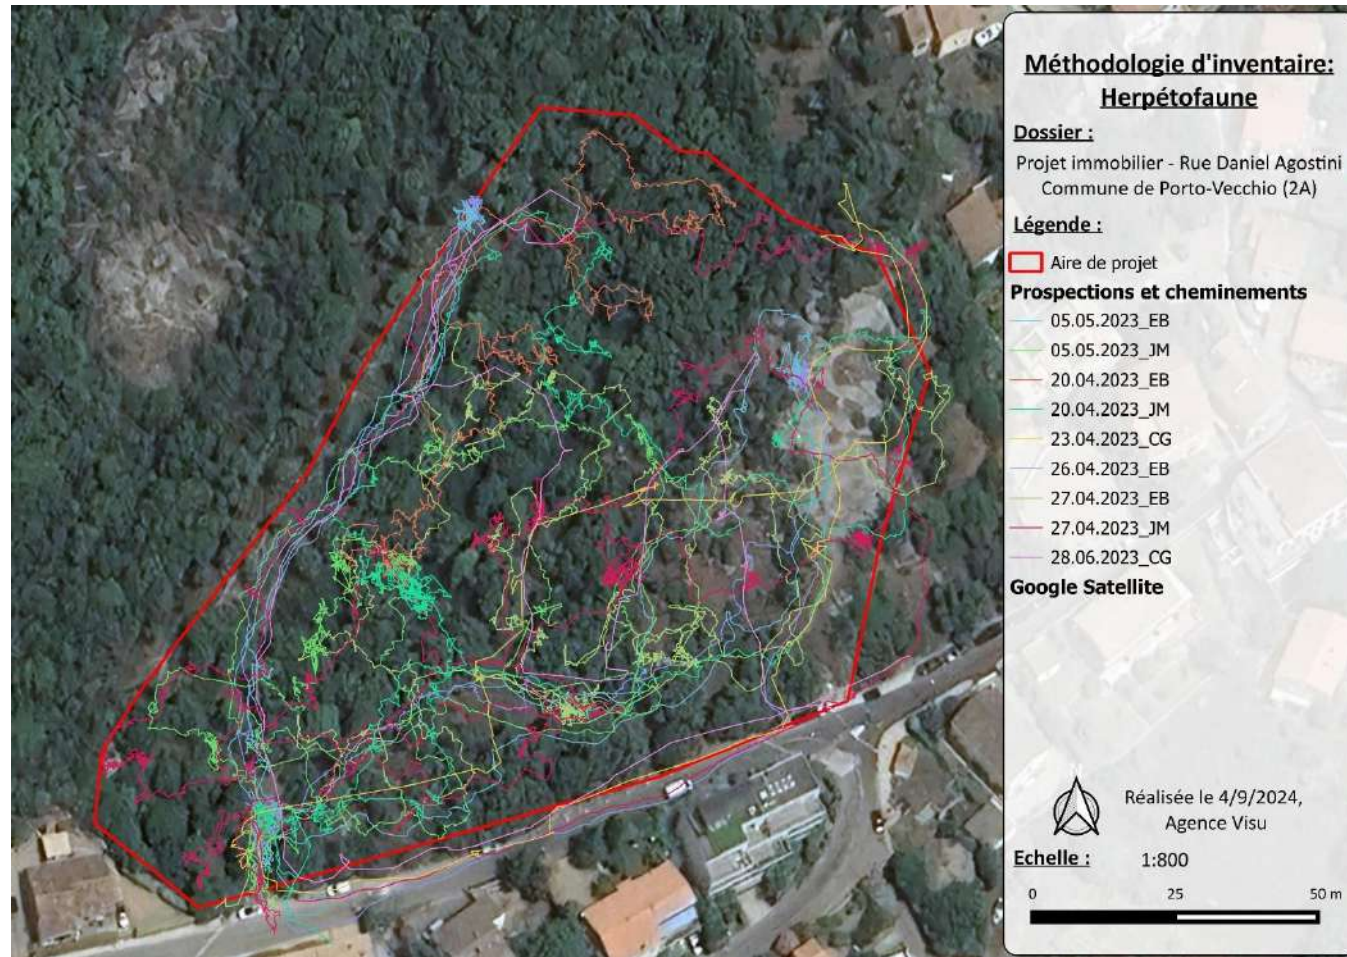 Méthodologie d'inventaire:
Herpétofaune
Dossier :
Projet immobilier - Rue Daniel Agostini
Commune de Porto-Vecchio (2A)
Légende :
Aire de projet
Prospections et cheminements
05.05.2023_EB
05.05.2023_JM
20.04.2023_EB
20.04.2023_JM
23.04.2023_CG
26.04.2023_EB
27.04.2023_EB
27.04.2023_JM
28.06.2023_CG
Google Satellite
Réalisée le 4/9/2024,
Agence Visu
Echelle : 1:800
0 25 50 m